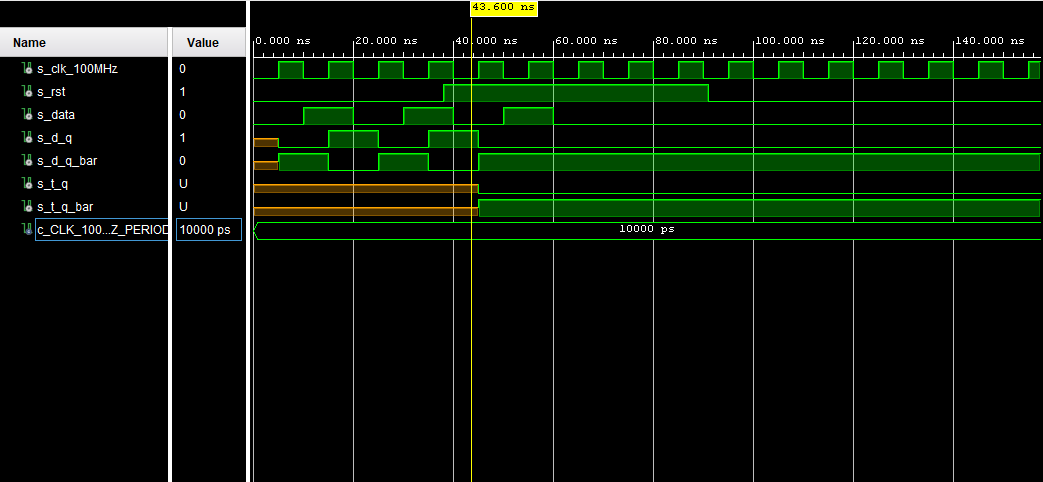 43.600 ns
Name Value
0.000 ns 20.000 ns 40.000 ns 60.000 ns 80.000 ns 100.000 ns 120.000 ns 140.000 ns
s_clk_100MHz 0
s_rst 1
s_data 0
s_d_q 1
s_d_q_bar 0
s_t_q U
s_t_q_bar U
c_CLK_100...Z_PERIOD 10000 ps 10000 ps